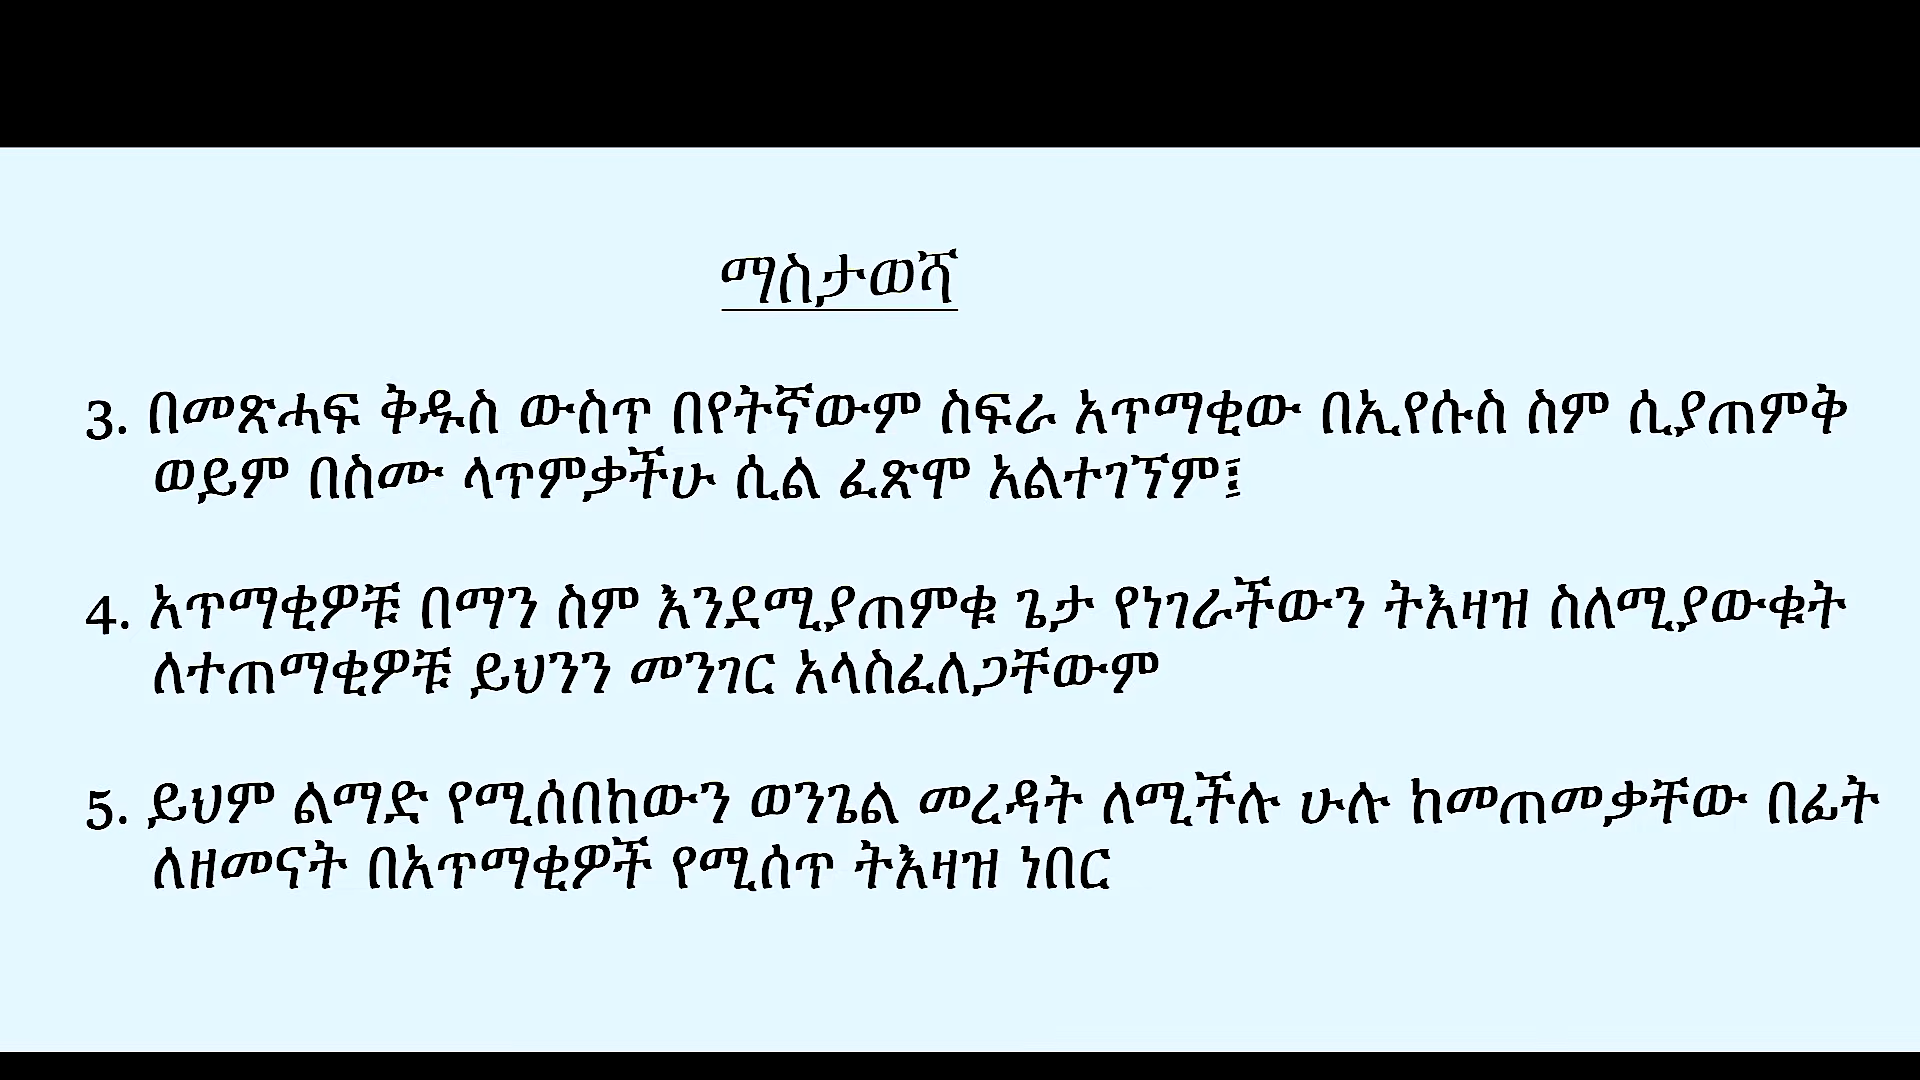 ማስታወሻ
3. በመጽሓፍ ቅዱስ ውስጥ በየትኛውም ስፍራ አጥማቂው በኢየሱስ ስም ሲያጠምቅ
ወይም በስሙ ላጥምቃችሁ ሲል ፈጽሞ አልተገኘም፤
4. አጥማቂዎቹ በማን ስም እንደሚያጠምቁ ጌታ የነገራችውን ትእዛዝ ስለሚያውቁት
ለተጠማቂዎቹ ይህንን መንገር አላስፈለጋቸውም
5. ይህም ልማድ የሚሰበከውን ወንጌል መረዳት ለሚችሉ ሁሉ ከመጠመቃቸው በፊት
ለዘመናት በአጥማቂዎች የሚሰጥ ትእዛዝ ነበር